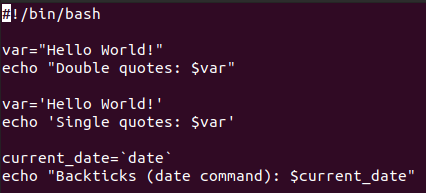 #!/bin/bash
var="Hello World!"
echo "Double quotes: $var"
var='Hello World!'
echo 'Single quotes: $var'
current_date=`date`
echo "Backticks (date command): $current_date"